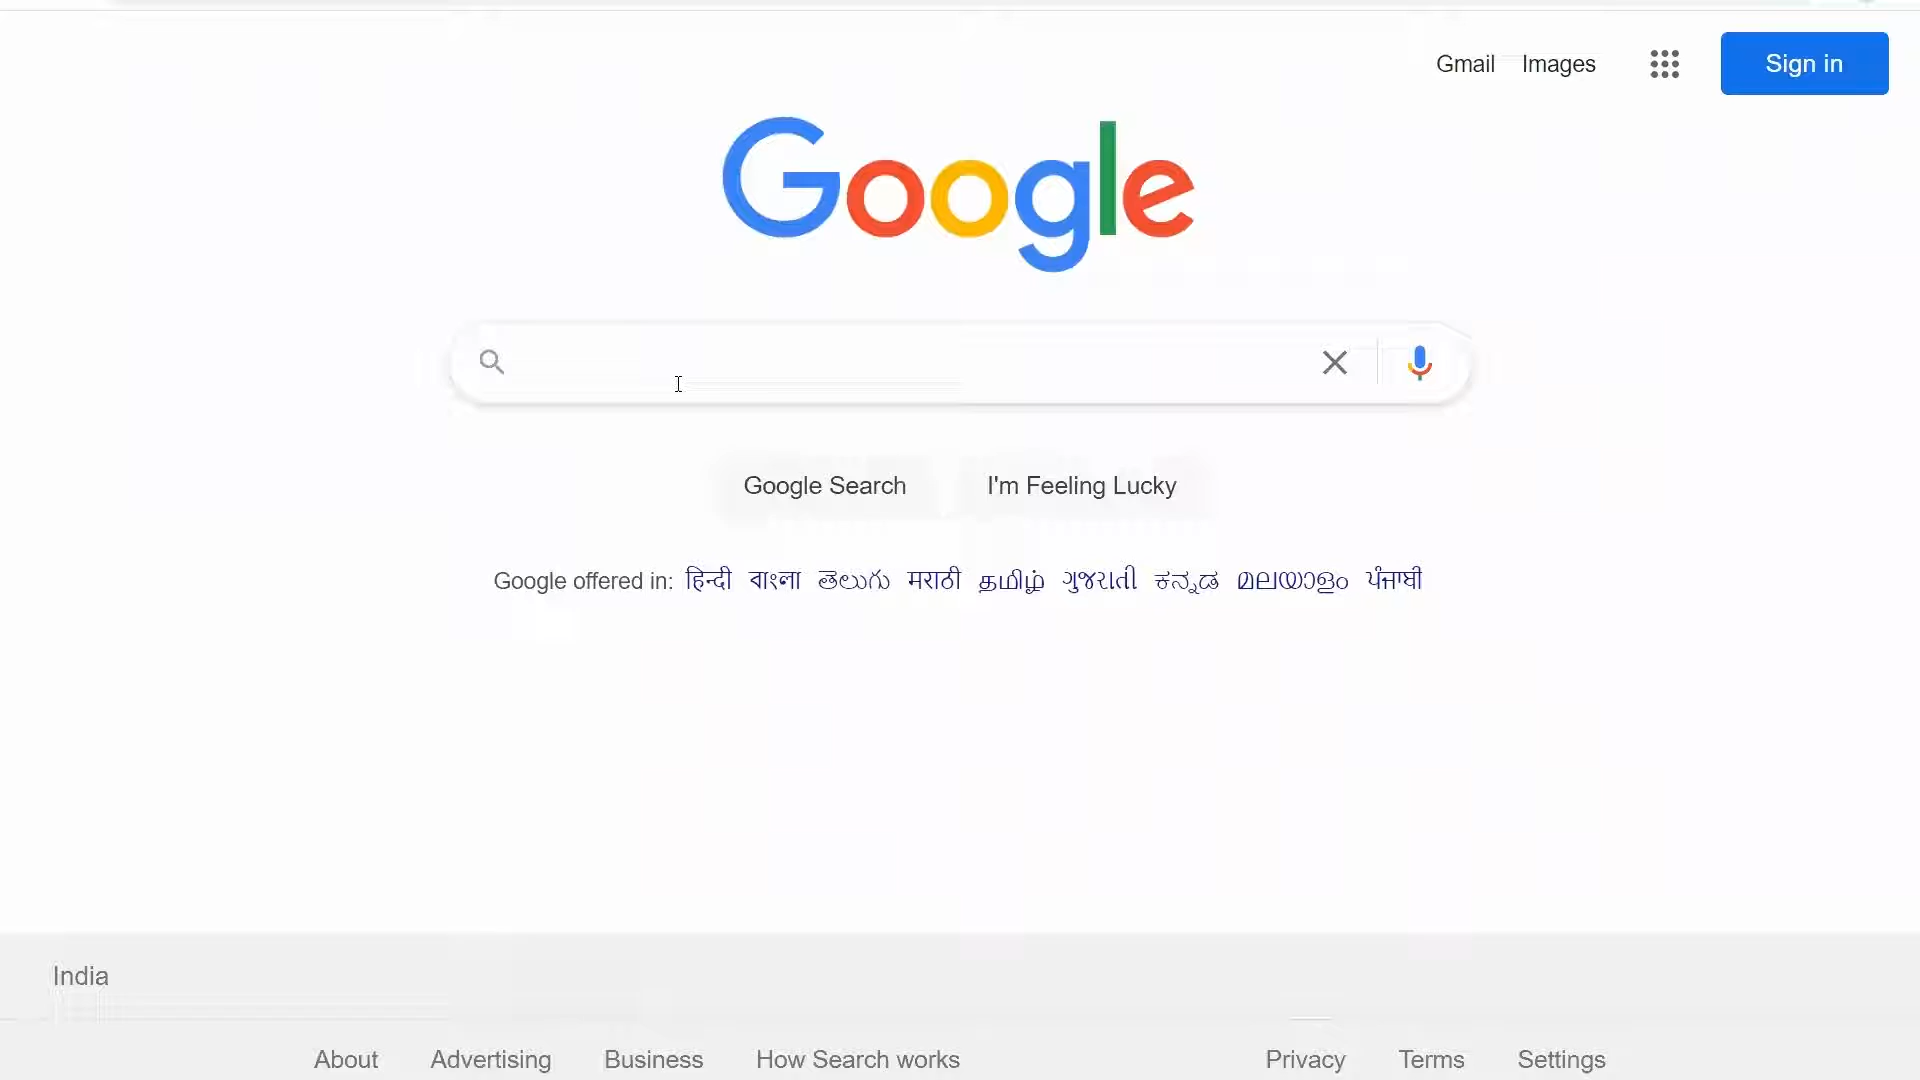 Gmail Images Sign in
Google
Google Search I'm Feeling Lucky
Google offered in: हिन्दी বাংলা తెలుగు मराठी தமிழ் ગુજરાતી ಕನ್ನಡ മലയാളം ਪੰਜਾਬੀ
India
About Advertising Business How Search works Privacy Terms Settings